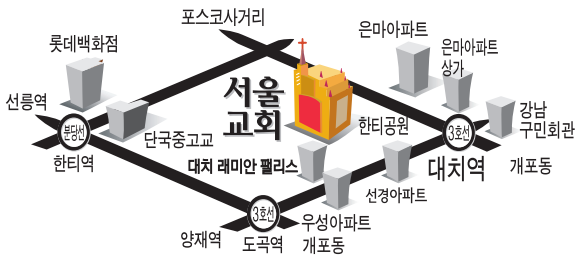 포스코사거리
롯데백화점
은마아파트
은마아파트
상가
선릉역
서울
교회
강남
구민회관
분당선
단국중고교
한티공원
3호선
한티역
대치 래미안 팰리스
대치역
개포동
선경아파트
3호선
우성아파트
양재역
도곡역
개포동